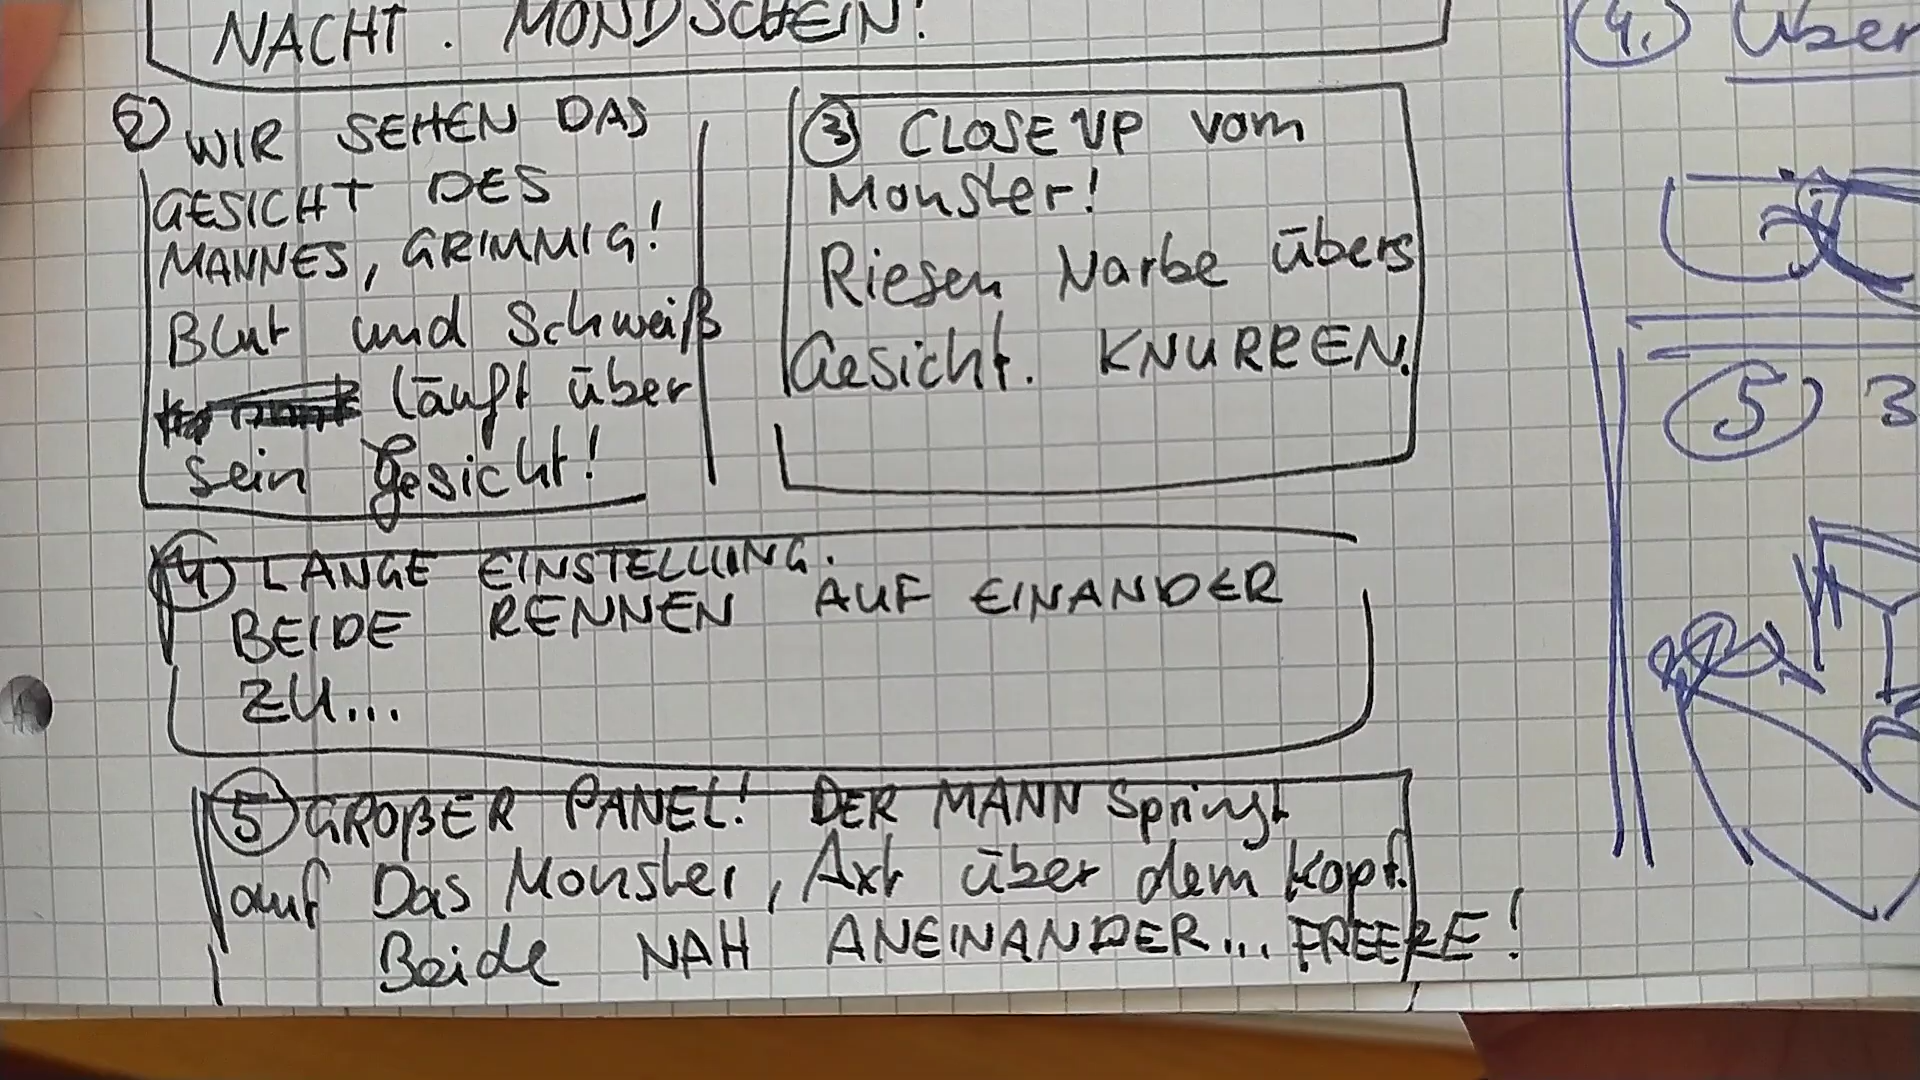 NACHT. MONDSCHEIN!
② WIR SEHEN DAS
GESICHT DES
MANNES, GRIMMIG!
Blut und Schweiß
läuft über
sein Gesicht!
③ CLOSE UP vom
Monster!
Riesen Narbe übers
Gesicht. KNURREN.
④ LANGE EINSTELLUNG.
BEIDE RENNEN AUF EINANDER
ZU...
⑤ GROßER PANEL! DER MANN Springt
auf Das Monster, Axt über dem Kopf.
Beide NAH ANEINANDER... FREEZE!
4. Über
⑤ 3